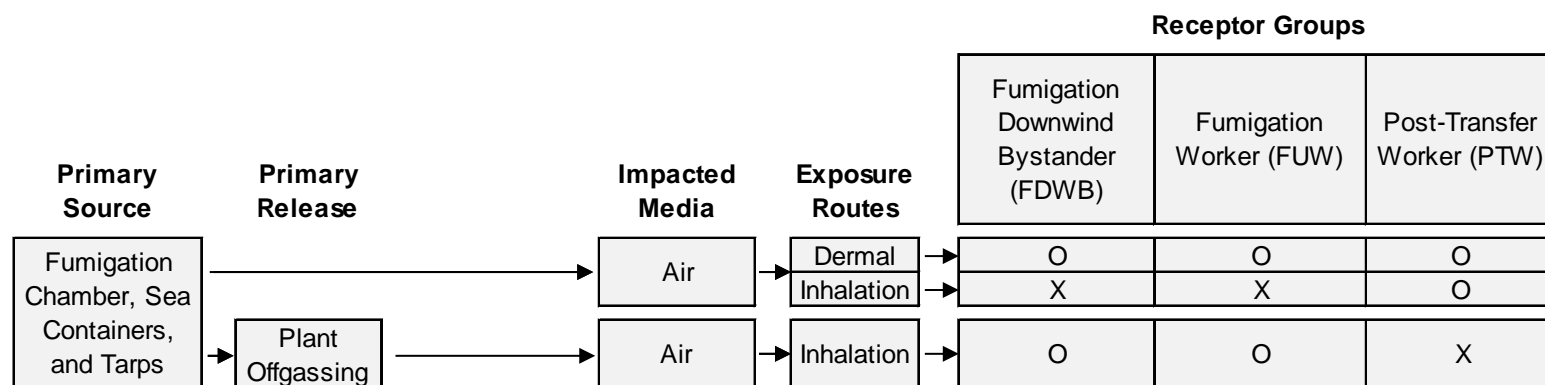 Receptor Groups
Fumigation
Downwind
Bystander
(FDWB)
Fumigation
Worker (FUW)
Post-Transfer
Worker (PTW)
Primary
Source
Primary
Release
Impacted
Media
Exposure
Routes
Fumigation
Chamber, Sea
Containers,
and Tarps
Air
Dermal
O
O
O
Inhalation
X
X
O
Plant
Offgassing
Air
Inhalation
O
O
X